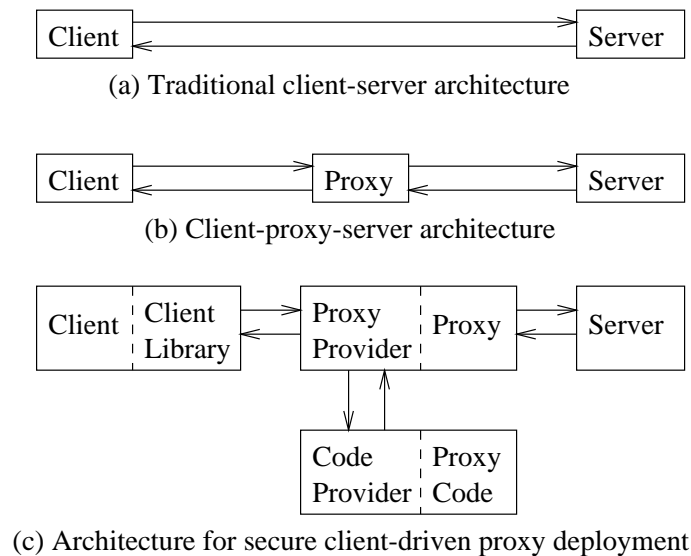 Client Server
(a) Traditional client-server architecture
Client Proxy Server
(b) Client-proxy-server architecture
Client Client Library Proxy Provider Proxy Server
Code Provider Proxy Code
(c) Architecture for secure client-driven proxy deployment